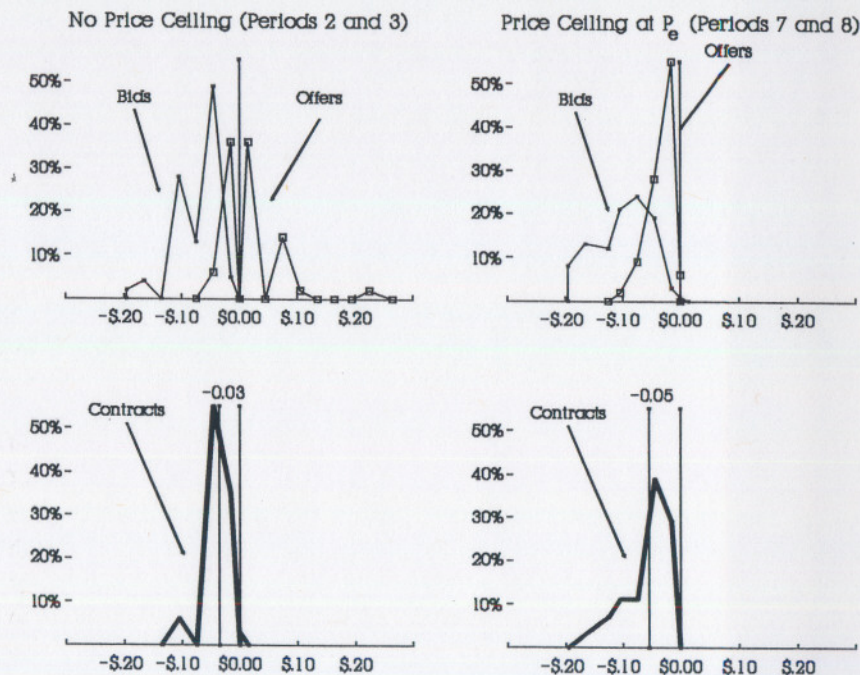 No Price Ceiling (Periods 2 and 3)
50%
40%
30%
20%
10%
Bids
Offers
-$.20 -$.10 $0.00 $.10 $.20
Price Ceiling at Pe (Periods 7 and 8)
50%
40%
30%
20%
10%
Bids
Offers
-$.20 -$.10 $0.00 $.10 $.20
-0.03
Contracts
50%
40%
30%
20%
10%
-$.20 -$.10 $0.00 $.10 $.20
-0.05
Contracts
50%
40%
30%
20%
10%
-$.20 -$.10 $0.00 $.10 $.20